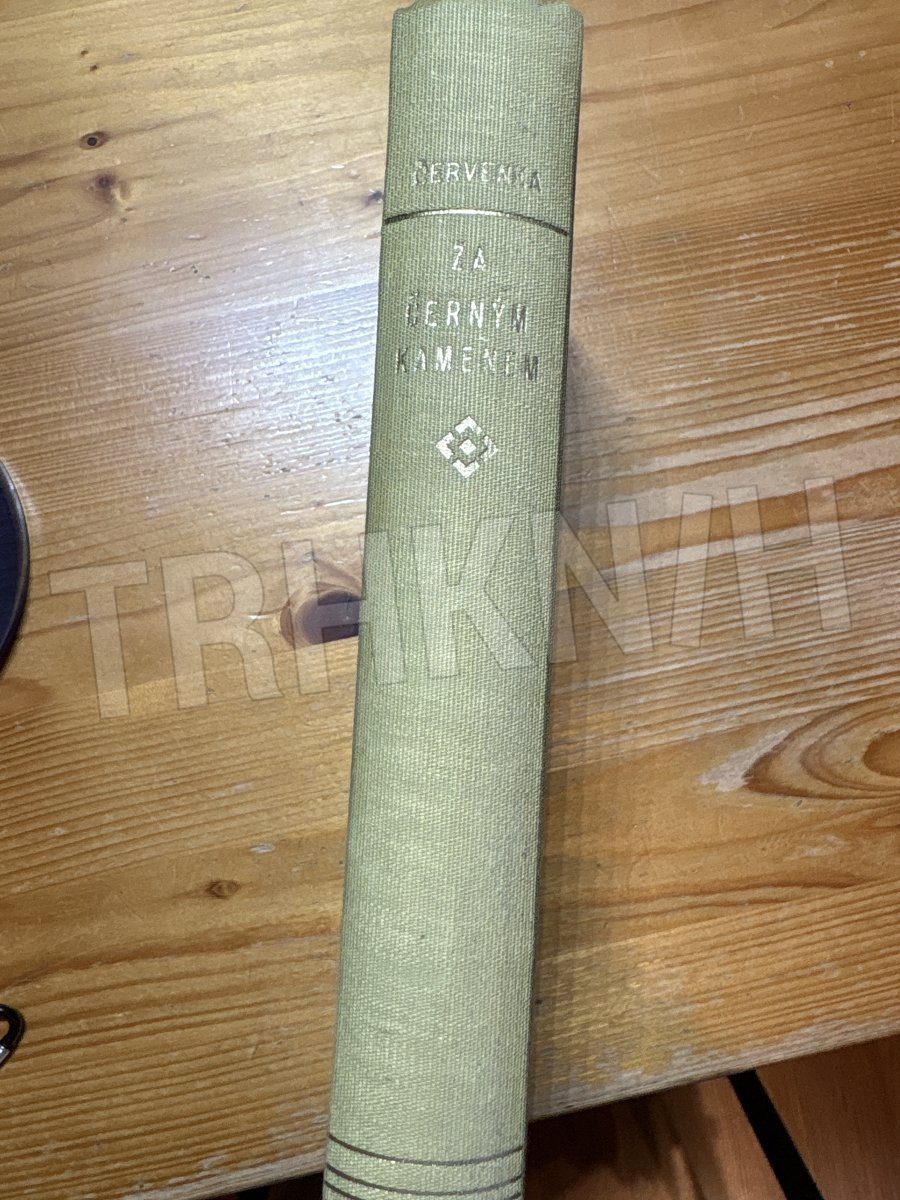 ČERVENKA
ZA
ČERNÝM
KAMENEM
TRHKNIH